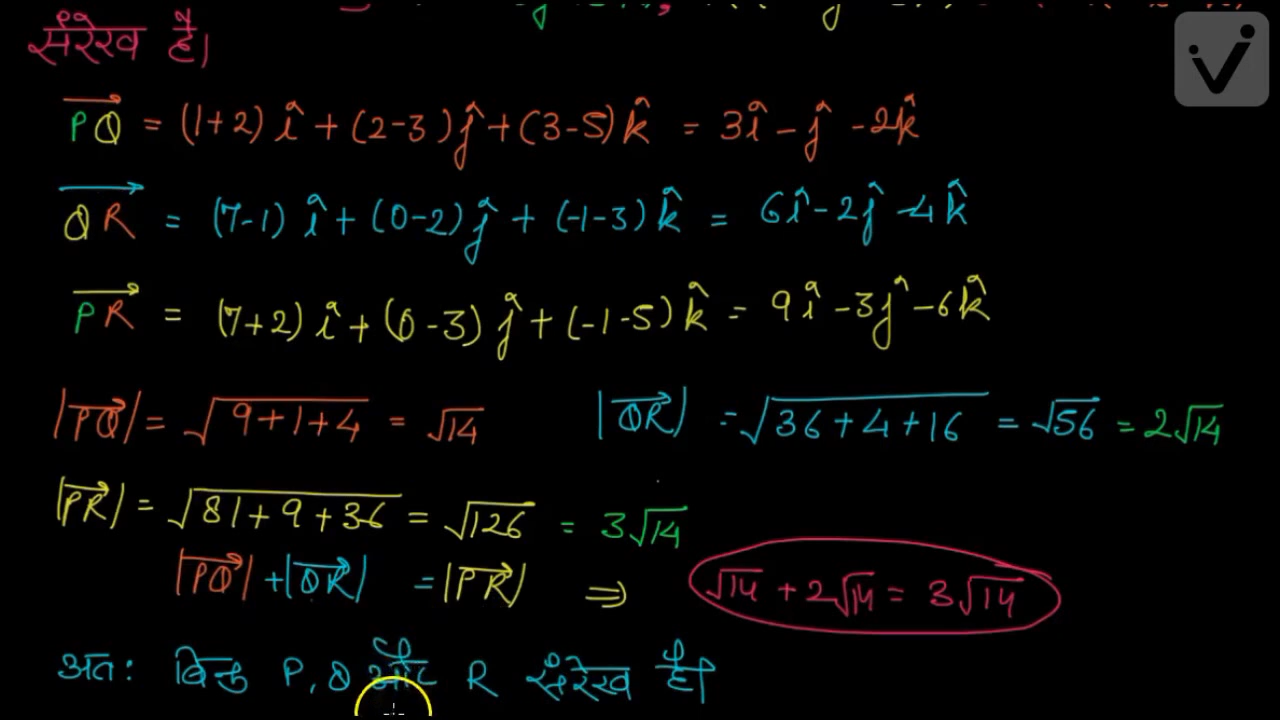 संरेख है।
PQ = (1+2) î + (2-3) ĵ + (3-5) k̂ = 3î - ĵ - 2k̂
QR = (7-1) î + (0-2) ĵ + (-1-3) k̂ = 6î - 2ĵ - 4k̂
PR = (7+2) î + (0-3) ĵ + (-1-5) k̂ = 9î - 3ĵ - 6k̂
|PQ| = √9+1+4 = √14 |QR| = √36+4+16 = √56 = 2√14
|PR| = √81+9+36 = √126 = 3√14
|PQ| + |QR| = |PR| ⇒ √14 + 2√14 = 3√14
अतः बिन्दु P, Q और R संरेख है।